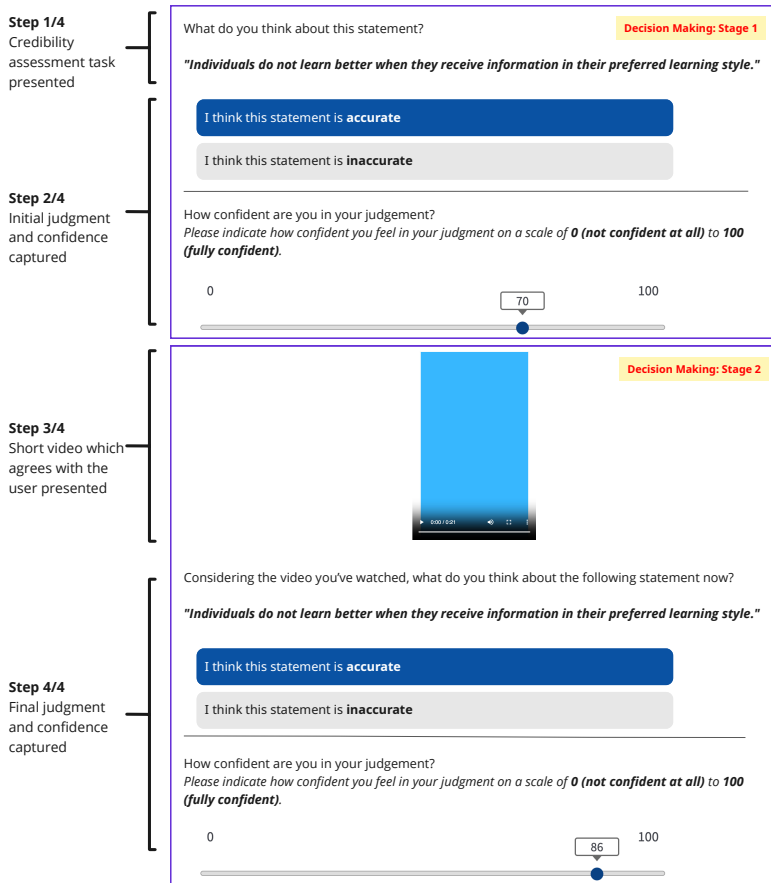 Step 1/4
Credibility
assessment task
presented
What do you think about this statement?
Decision Making: Stage 1
"Individuals do not learn better when they receive information in their preferred learning style."
Step 2/4
Initial judgment
and confidence
captured
I think this statement is accurate
I think this statement is inaccurate
How confident are you in your judgement?
Please indicate how confident you feel in your judgment on a scale of 0 (not confident at all) to 100
(fully confident).
0
100
70
Step 3/4
Short video which
agrees with the
user presented
Decision Making: Stage 2
0:00 / 0:21
Step 4/4
Final judgment
and confidence
captured
Considering the video you've watched, what do you think about the following statement now?
"Individuals do not learn better when they receive information in their preferred learning style."
I think this statement is accurate
I think this statement is inaccurate
How confident are you in your judgement?
Please indicate how confident you feel in your judgment on a scale of 0 (not confident at all) to 100
(fully confident).
0
100
86